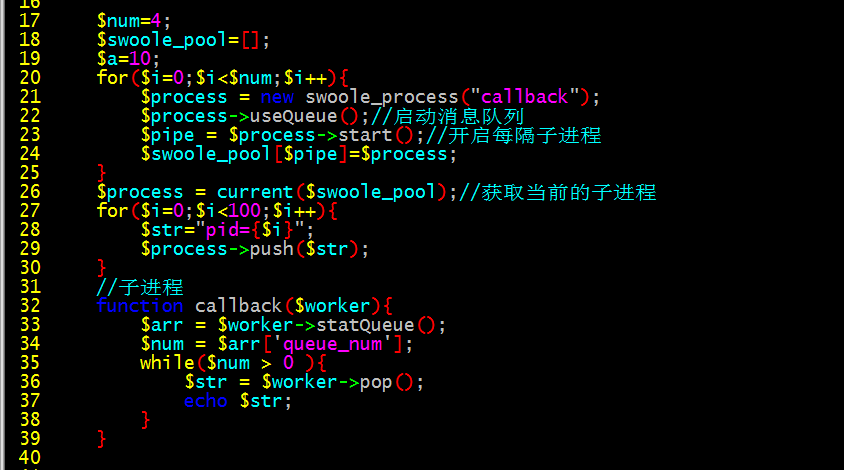 16
17 $num=4;
18 $swoole_pool=[];
19 $a=10;
20 for($i=0;$i<$num;$i++){
21 $process = new swoole_process("callback");
22 $process->useQueue();//启动消息队列
23 $pipe = $process->start();//开启每隔子进程
24 $swoole_pool[$pipe]=$process;
25 }
26 $process = current($swoole_pool);//获取当前的子进程
27 for($i=0;$i<100;$i++){
28 $str="pid={$i}";
29 $process->push($str);
30 }
31 //子进程
32 function callback($worker){
33 $arr = $worker->statQueue();
34 $num = $arr['queue_num'];
35 while($num > 0 ){
36 $str = $worker->pop();
37 echo $str;
38 }
39 }
40